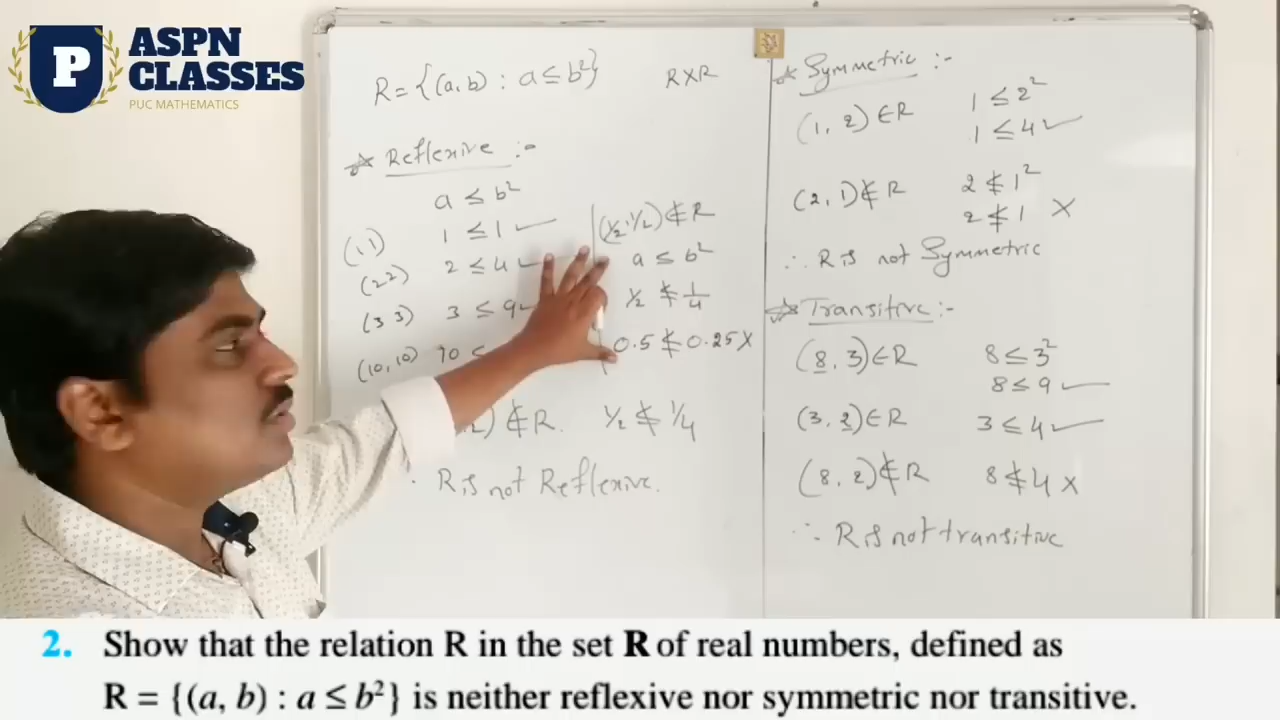 P
ASPN
CLASSES
PUC MATHEMATICS
R = {(a, b) : a ≤ b²}
R×R
☆ Reflexive :-
a ≤ b²
(1,1) 1 ≤ 1 ✓
(2 2) 2 ≤ 4 ✓
(3 3) 3 ≤ 9 ✓
(10, 10) 10 ≤
(½, ½) ∉ R
a ≤ b²
½ ≰ 1/4
0.5 ≰ 0.25 X
) ∉ R. ½ ≰ ¼
R is not Reflexive.
☆ Symmetric :-
(1, 2) ∈ R 1 ≤ 2²
1 ≤ 4 ✓
(2, 1) ∉ R 2 ≰ 1²
2 ≰ 1 X
∴ R is not Symmetric
☆ Transitive :-
(8, 3) ∈ R 8 ≤ 3²
8 ≤ 9 ✓
(3, 2) ∈ R 3 ≤ 4 ✓
(8, 2) ∉ R 8 ≰ 4 X
∴ R is not transitive
2. Show that the relation R in the set R of real numbers, defined as
R = {(a, b) : a ≤ b²} is neither reflexive nor symmetric nor transitive.